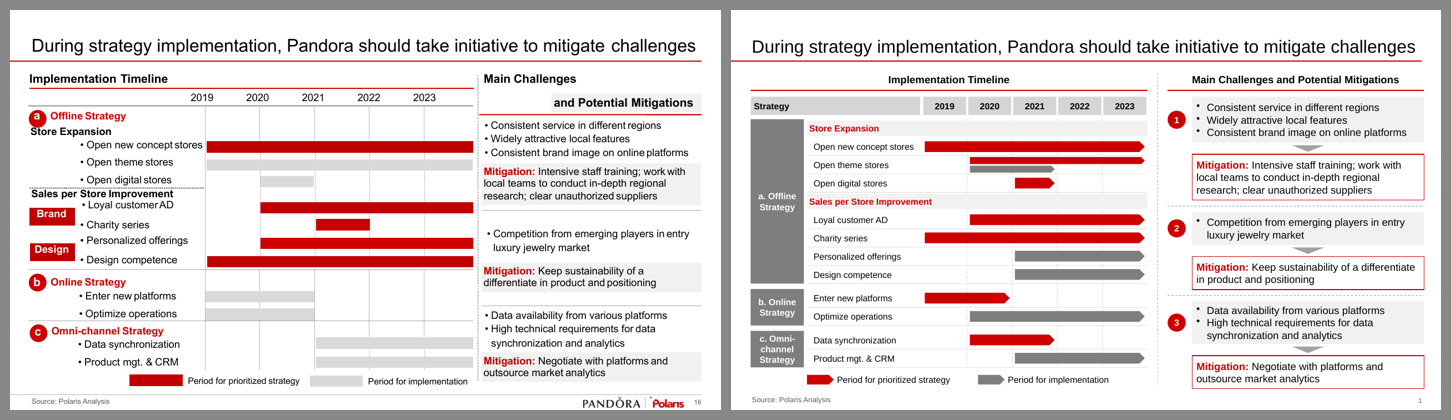 During strategy implementation, Pandora should take initiative to mitigate challenges
Implementation Timeline
2019 2020 2021 2022 2023
a Offline Strategy
Store Expansion
• Open new concept stores
• Open theme stores
• Open digital stores
Sales per Store Improvement
Brand
• Loyal customer AD
• Charity series
Design
• Personalized offerings
• Design competence
b Online Strategy
• Enter new platforms
• Optimize operations
c Omni-channel Strategy
• Data synchronization
• Product mgt. & CRM
Period for prioritized strategy Period for implementation
Main Challenges
and Potential Mitigations
• Consistent service in different regions
• Widely attractive local features
• Consistent brand image on online platforms
Mitigation: Intensive staff training; work with
local teams to conduct in-depth regional
research; clear unauthorized suppliers
• Competition from emerging players in entry
luxury jewelry market
Mitigation: Keep sustainability of a
differentiate in product and positioning
• Data availability from various platforms
• High technical requirements for data
synchronization and analytics
Mitigation: Negotiate with platforms and
outsource market analytics
Source: Polaris Analysis
PANDÖRA Polaris 16
During strategy implementation, Pandora should take initiative to mitigate challenges
Implementation Timeline
Strategy 2019 2020 2021 2022 2023
a. Offline
Strategy
Store Expansion
Open new concept stores
Open theme stores
Open digital stores
Sales per Store Improvement
Loyal customer AD
Charity series
Personalized offerings
Design competence
b. Online
Strategy
Enter new platforms
Optimize operations
c. Omni-
channel
Strategy
Data synchronization
Product mgt. & CRM
Period for prioritized strategy Period for implementation
Main Challenges and Potential Mitigations
1
• Consistent service in different regions
• Widely attractive local features
• Consistent brand image on online platforms
Mitigation: Intensive staff training; work with
local teams to conduct in-depth regional
research; clear unauthorized suppliers
2
• Competition from emerging players in entry
luxury jewelry market
Mitigation: Keep sustainability of a differentiate
in product and positioning
3
• Data availability from various platforms
• High technical requirements for data
synchronization and analytics
Mitigation: Negotiate with platforms and
outsource market analytics
Source: Polaris Analysis
1